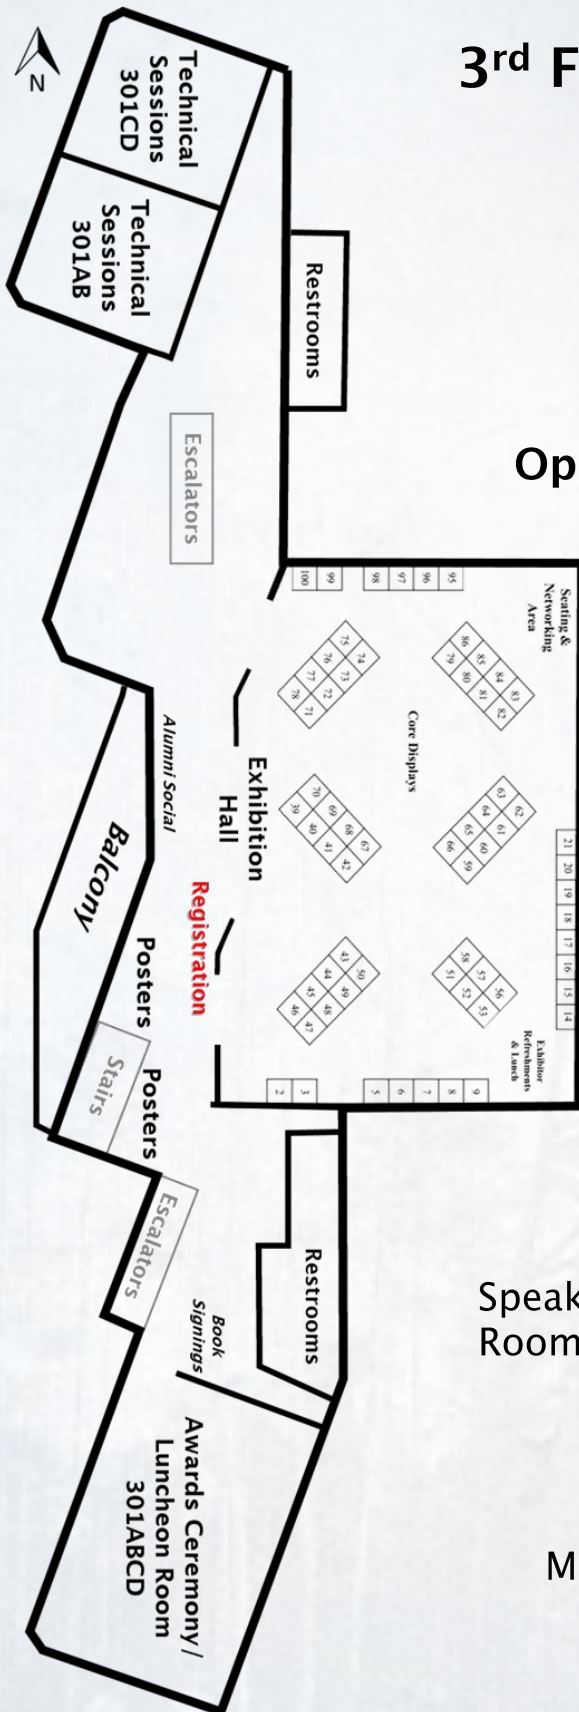 3rd F
N
Technical
Sessions
301CD
Technical
Sessions
301AB
Restrooms
Op
Escalators
100
99
98
97
96
95
Seating &
Networking
Area
75
74
76
73
77
72
78
71
86
85
84
83
79
80
81
82
Core Displays
Alumni Social
Exhibition
Hall
70
69
68
67
39
40
41
42
63
62
64
61
65
60
66
59
21
20
19
18
17
16
15
14
Balcony
Registration
Posters
43
50
44
49
45
48
46
47
58
57
56
51
52
53
Exhibitor
Refreshments
& Lunch
Stairs
Posters
2
3
5
6
7
8
9
Escalators
Restrooms
Book
Signings
Speak
Room
Awards Ceremony /
Luncheon Room
301ABCD
M